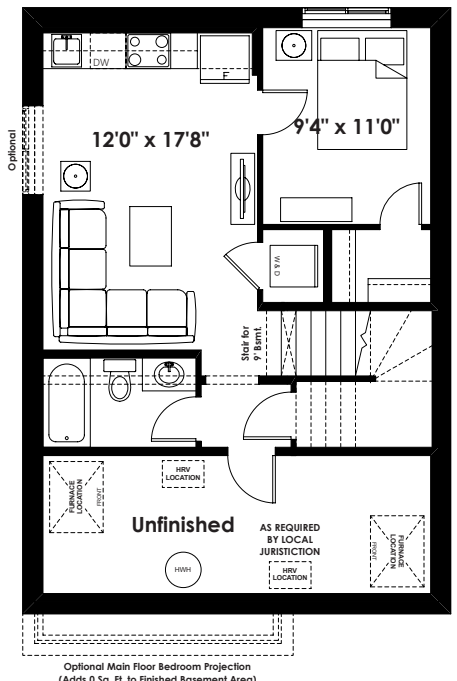 DW
F
12'0" x 17'8"
9'4" x 11'0"
Optional
W & D
Stair for
9' Bsmt.
HRV
LOCATION
FURNACE
LOCATION
FRONT
Unfinished
AS REQUIRED
BY LOCAL
JURISTICTION
FRONT
FURNACE
LOCATION
HWH
HRV
LOCATION
Optional Main Floor Bedroom Projection
(Adds 0 Sq. Ft. to Finished Basement Area)